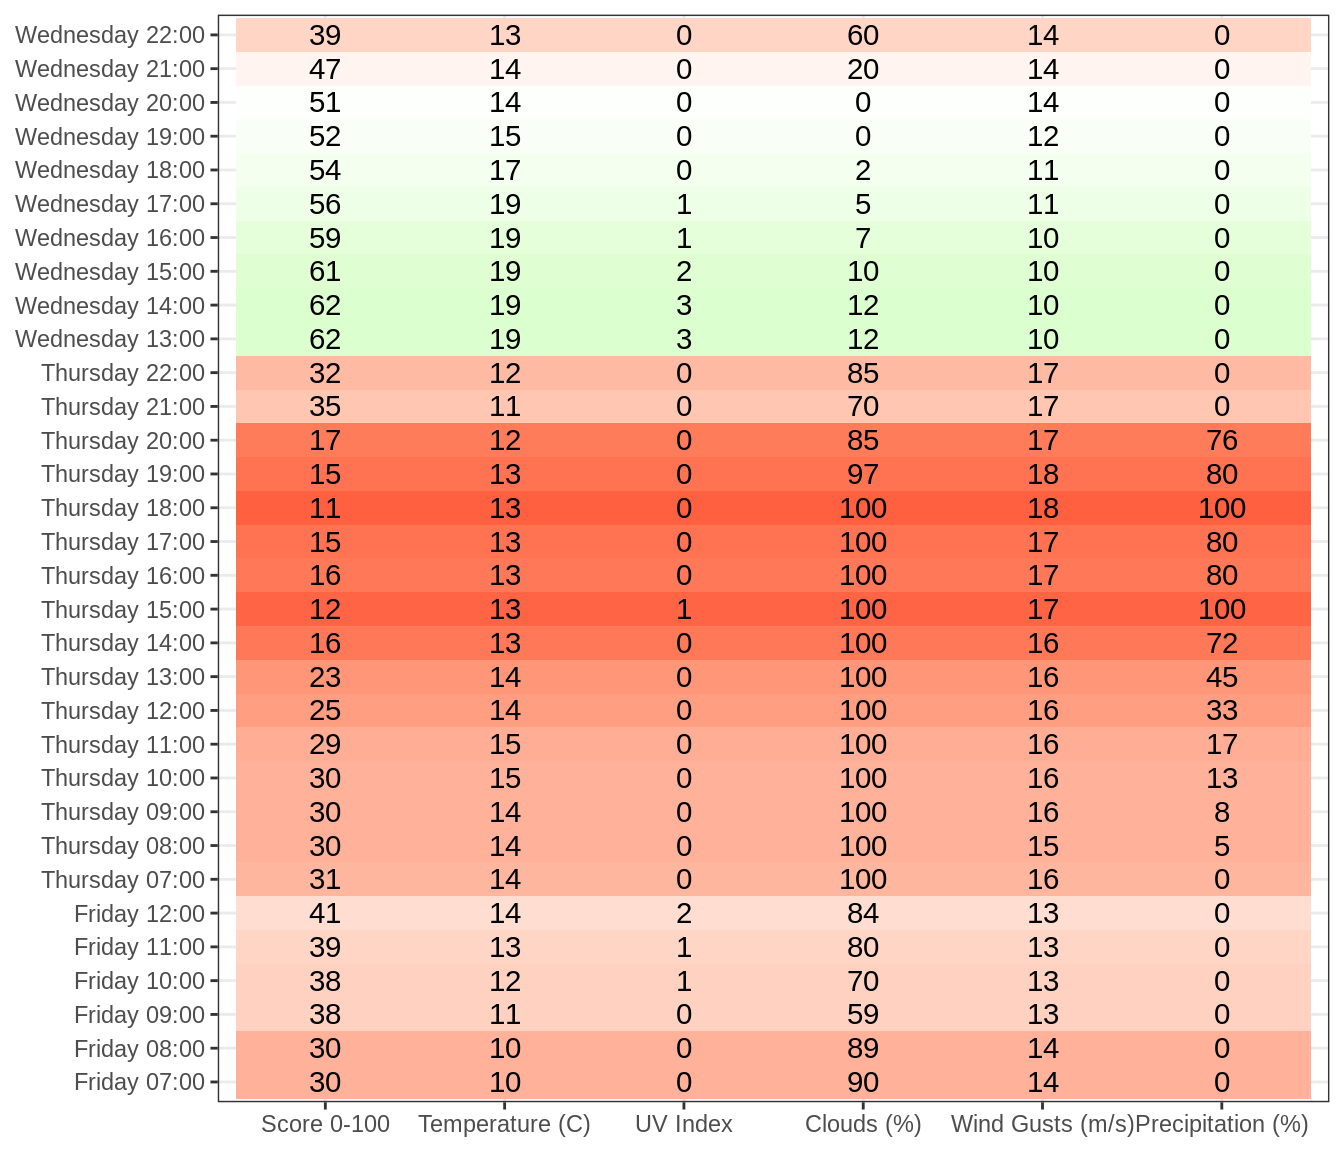 Wednesday 22:00 39 13 0 60 14 0
Wednesday 21:00 47 14 0 20 14 0
Wednesday 20:00 51 14 0 0 14 0
Wednesday 19:00 52 15 0 0 12 0
Wednesday 18:00 54 17 0 2 11 0
Wednesday 17:00 56 19 1 5 11 0
Wednesday 16:00 59 19 1 7 10 0
Wednesday 15:00 61 19 2 10 10 0
Wednesday 14:00 62 19 3 12 10 0
Wednesday 13:00 62 19 3 12 10 0
Thursday 22:00 32 12 0 85 17 0
Thursday 21:00 35 11 0 70 17 0
Thursday 20:00 17 12 0 85 17 76
Thursday 19:00 15 13 0 97 18 80
Thursday 18:00 11 13 0 100 18 100
Thursday 17:00 15 13 0 100 17 80
Thursday 16:00 16 13 0 100 17 80
Thursday 15:00 12 13 1 100 17 100
Thursday 14:00 16 13 0 100 16 72
Thursday 13:00 23 14 0 100 16 45
Thursday 12:00 25 14 0 100 16 33
Thursday 11:00 29 15 0 100 16 17
Thursday 10:00 30 15 0 100 16 13
Thursday 09:00 30 14 0 100 16 8
Thursday 08:00 30 14 0 100 15 5
Thursday 07:00 31 14 0 100 16 0
Friday 12:00 41 14 2 84 13 0
Friday 11:00 39 13 1 80 13 0
Friday 10:00 38 12 1 70 13 0
Friday 09:00 38 11 0 59 13 0
Friday 08:00 30 10 0 89 14 0
Friday 07:00 30 10 0 90 14 0
Score 0-100 Temperature (C) UV Index Clouds (%) Wind Gusts (m/s) Precipitation (%)